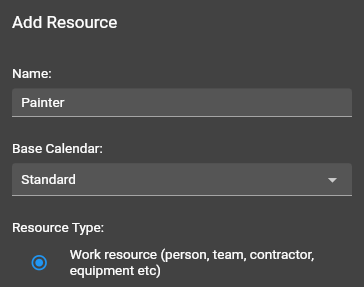 Add Resource
Name:
Painter
Base Calendar:
Standard
Resource Type:
Work resource (person, team, contractor,
equipment etc)